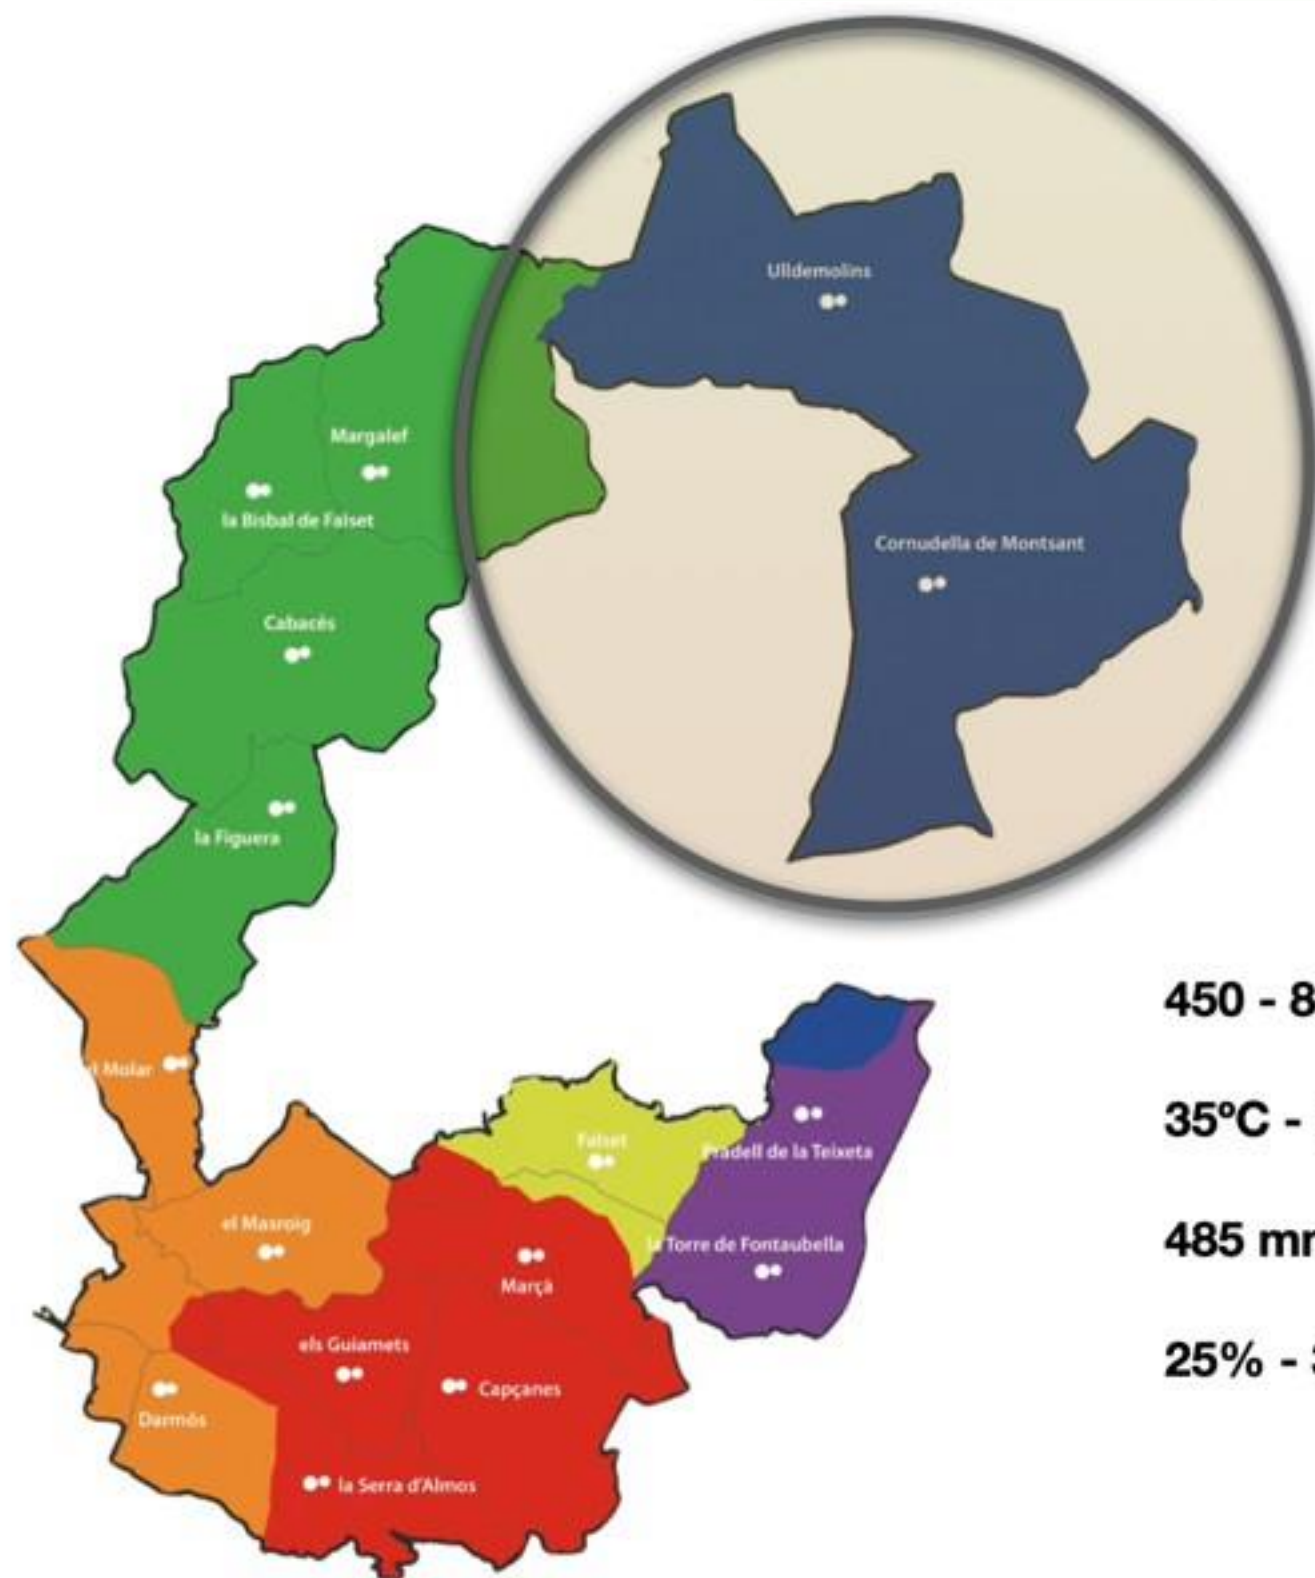 Ulldemolins
Margalef
la Bisbal de Falset
Cornudella de Montsant
Cabacés
la Figuera
450 - 8
el Molar
35ºC -
Falset
Pradell de la Teixeta
el Masroig
la Torre de Fontaubella
485 mm
Marçà
els Guiamets
25% - 3
Capçanes
Darmós
la Serra d'Almos